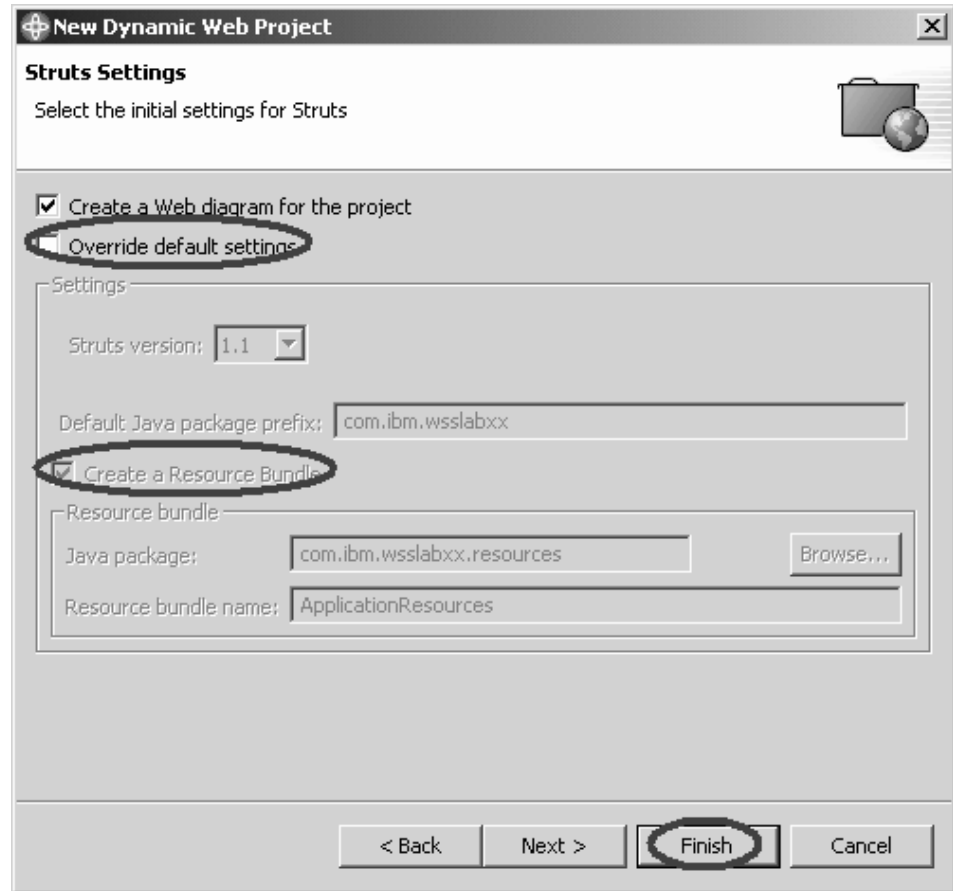 New Dynamic Web Project
Struts Settings
Select the initial settings for Struts
Create a Web diagram for the project
Override default settings
Settings
Struts version: 1.1
Default Java package prefix: com.ibm.wsslabxx
Create a Resource Bundle
Resource bundle
Java package: com.ibm.wsslabxx.resources Browse...
Resource bundle name: ApplicationResources
< Back Next > Finish Cancel